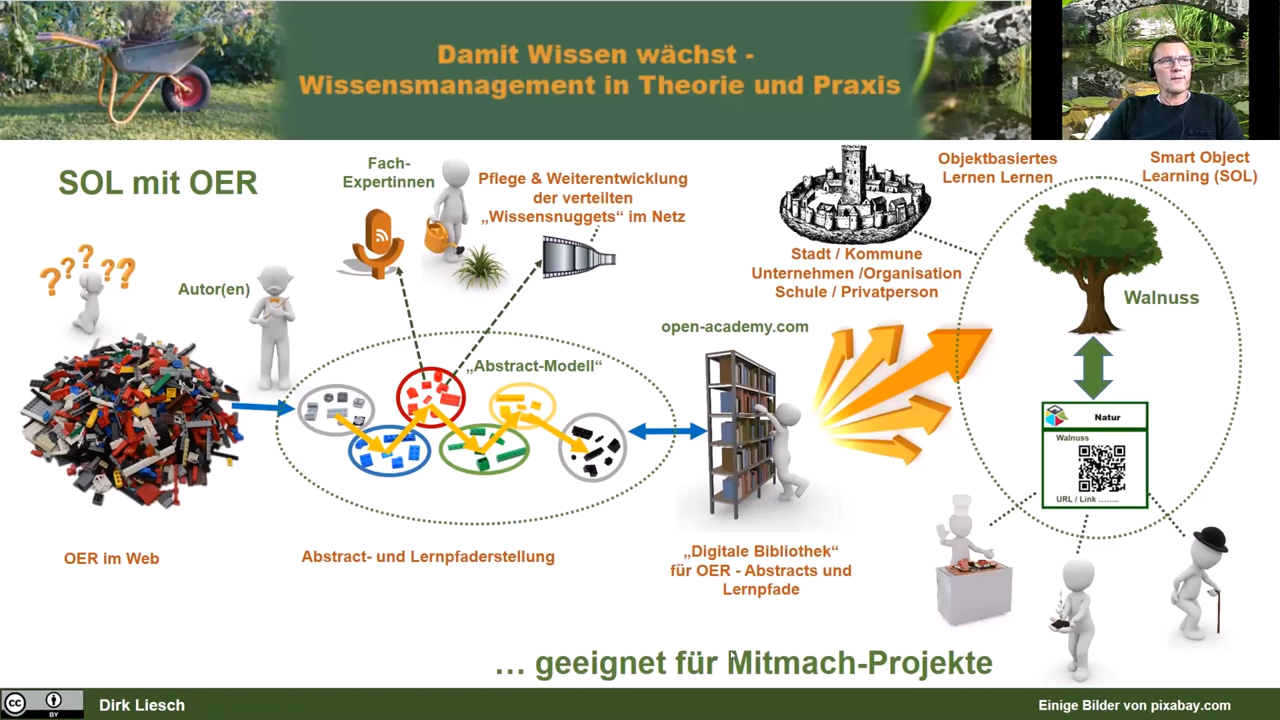 Damit Wissen wächst -
Wissensmanagement in Theorie und Praxis
SOL mit OER
Fach-
Expertinnen
Pflege & Weiterentwicklung
der verteilten
„Wissensnuggets“ im Netz
Objektbasiertes
Lernen Lernen
Smart Object
Learning (SOL)
Autor(en)
Stadt / Kommune
Unternehmen /Organisation
Schule / Privatperson
Walnuss
open-academy.com
„Abstract-Modell“
Natur
Walnuss
URL / Link ........
OER im Web
Abstract- und Lernpfaderstellung
„Digitale Bibliothek“
für OER - Abstracts und
Lernpfade
... geeignet für Mitmach-Projekte
cc
BY
Dirk Liesch
Einige Bilder von pixabay.com